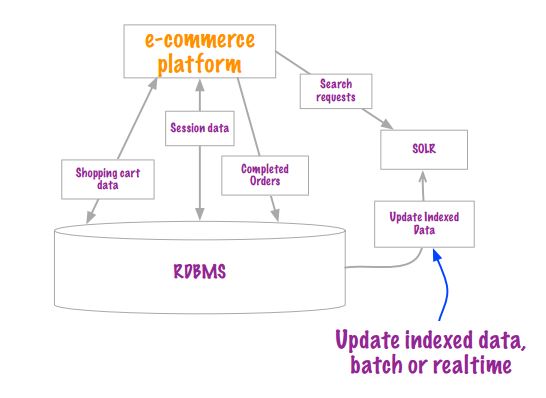 e-commerce
platform
Search
requests
Session data
SOLR
Shopping cart
data
Completed
Orders
Update Indexed
Data
RDBMS
Update indexed data,
batch or realtime